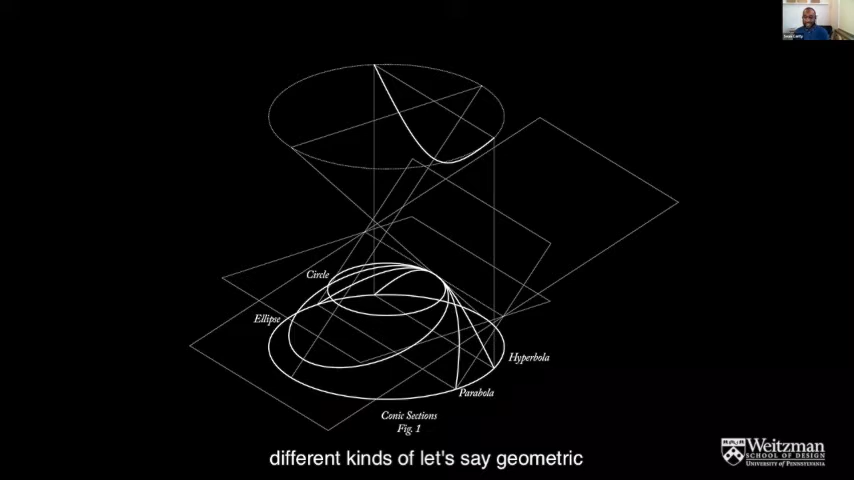 Circle
Ellipse
Hyperbola
Parabola
Conic Sections
Fig. 1
different kinds of let's say geometric
Weitzman
SCHOOL OF DESIGN
UNIVERSITY OF PENNSYLVANIA